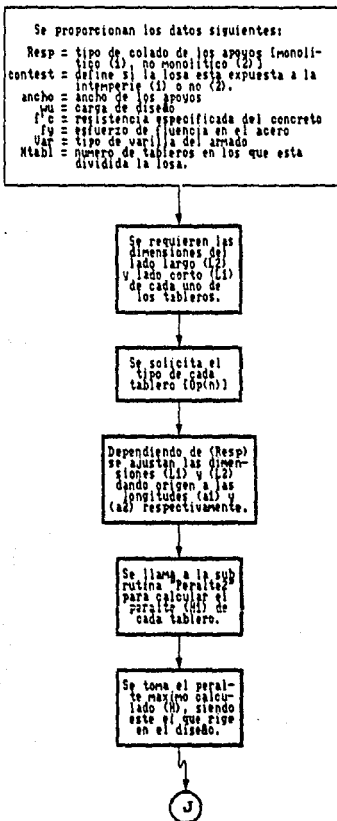 Se proporcionan los datos siguientes:
Resp = tipo de colado de los apoyos [monoli-
tico (1), no monolitico (2)]
contest = define si la losa esta expuesta a la
intemperie (1) o no (2).
ancho = ancho de los apoyos
wu = carga de diseño
f'c = resistencia especificada del concreto
fy = esfuerzo de fluencia en el acero
Var = tipo de varilla del armado
Ntabl = numero de tableros en los que esta
dividida la losa.
Se requieren las
dimensiones del
lado largo (L2)
y lado corto (L1)
de cada uno de
los tableros.
Se solicita el
tipo de cada
tablero [Op(n)]
Dependiendo de (Resp)
se ajustan las dimen-
siones (L1) y (L2)
dando origen a las
longitudes (a1) y
(a2) respectivamente.
Se llama a la sub
rutina "Peralte2"
para calcular el
peralte (H1) de
cada tablero.
Se toma el peral-
te maximo calcu-
lado (H), siendo
este el que rige
en el diseño.
J